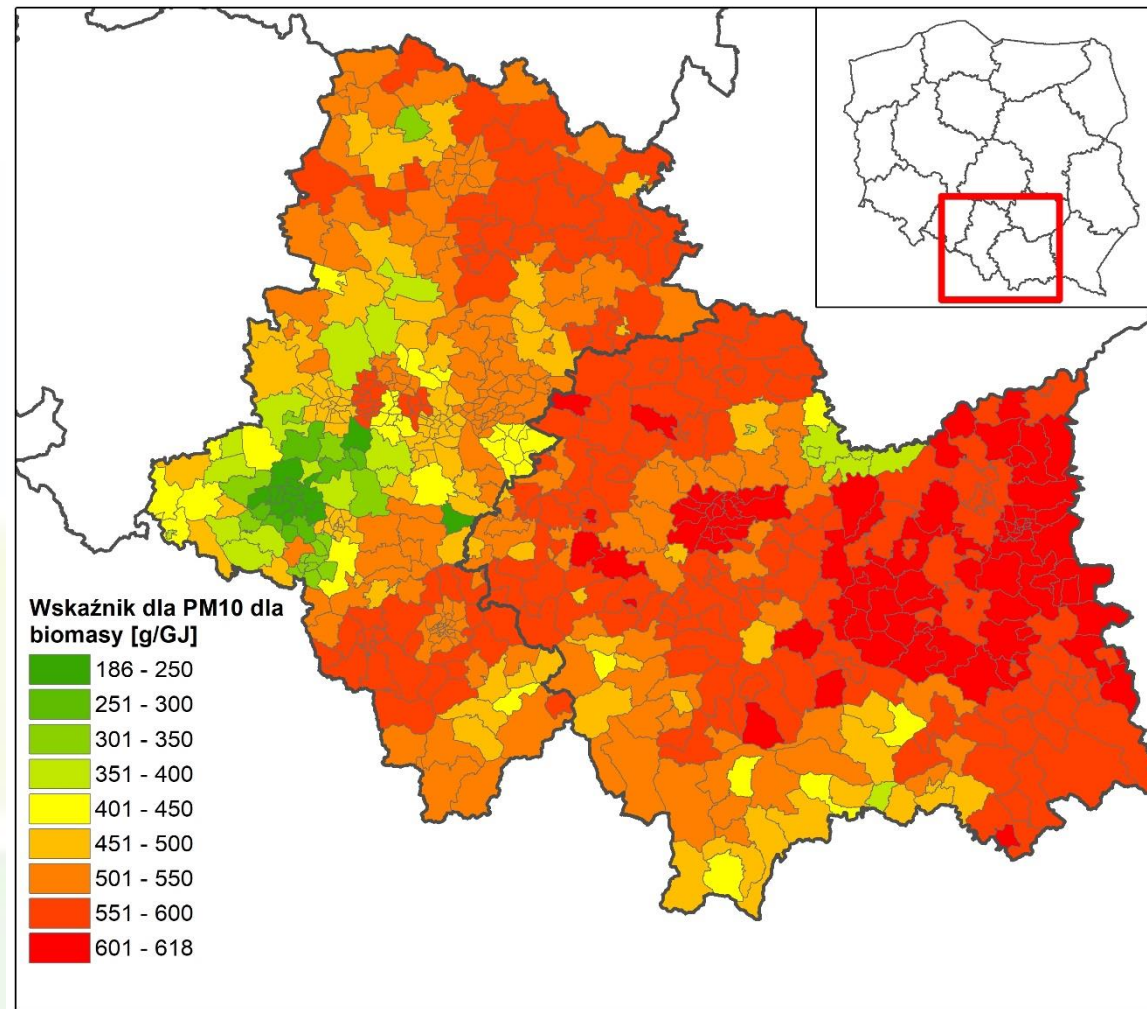 Wskaźnik dla PM10 dla
biomasy [g/GJ]
186 - 250
251 - 300
301 - 350
351 - 400
401 - 450
451 - 500
501 - 550
551 - 600
601 - 618